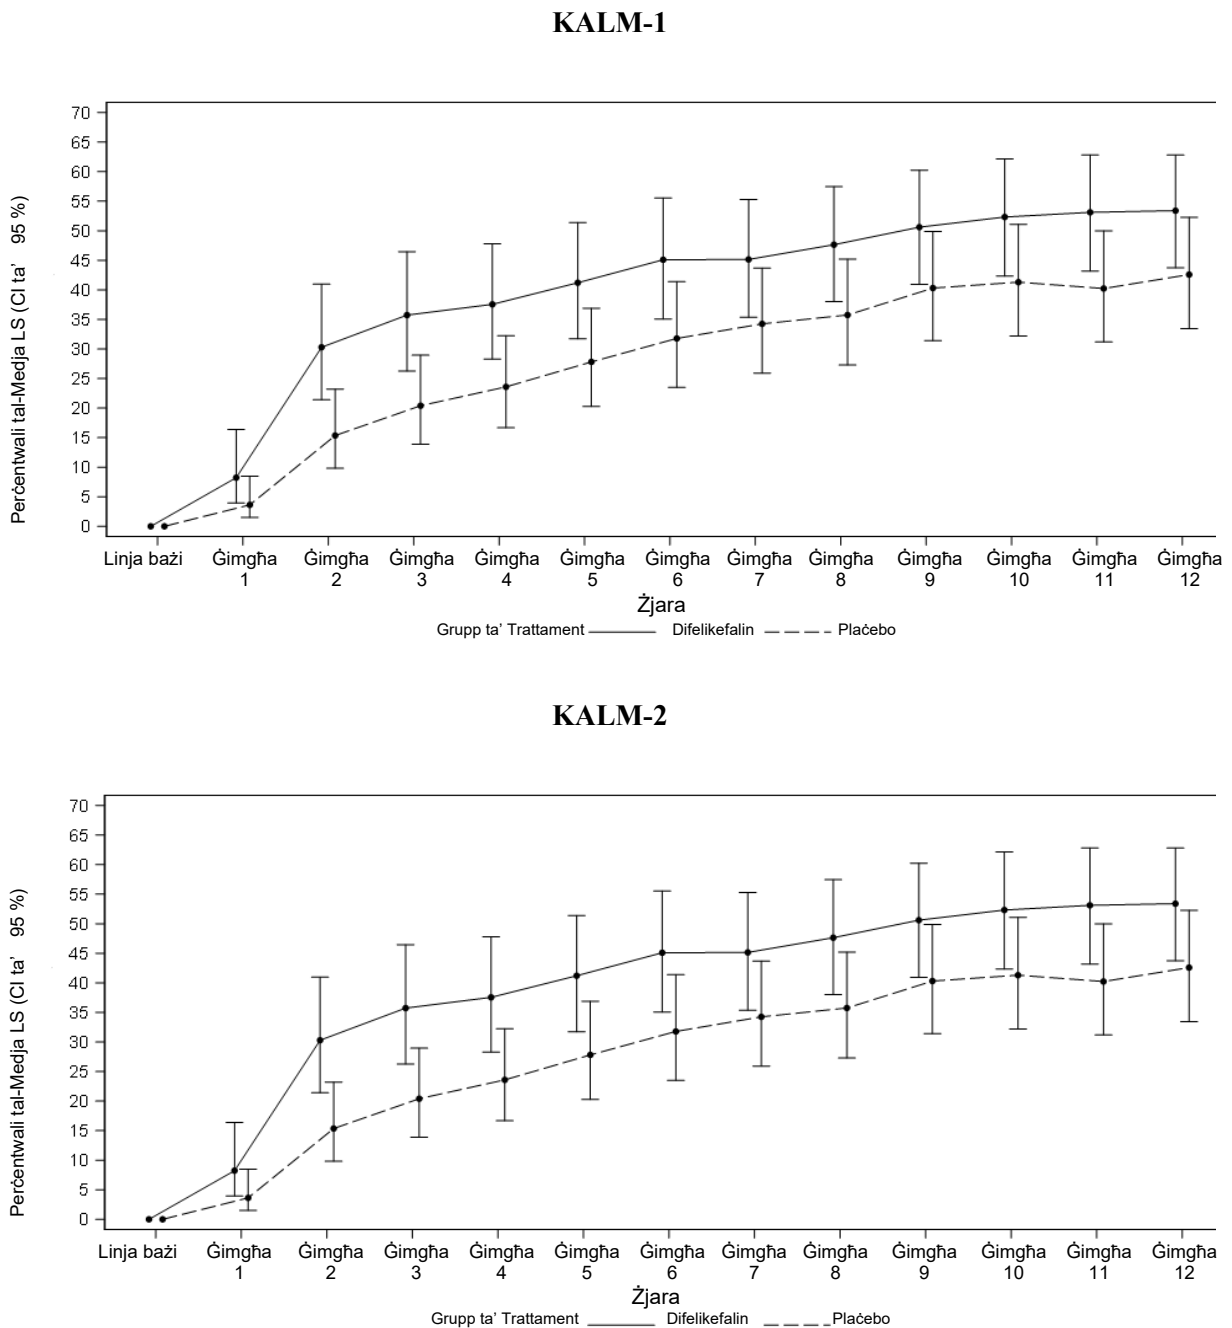 KALM-1
Perċentwali tal-Medja LS (CI ta’ 95 %)
70
65
60
55
50
45
40
35
30
25
20
15
10
5
0
Linja bażi Ġimgħa Ġimgħa Ġimgħa Ġimgħa Ġimgħa Ġimgħa Ġimgħa Ġimgħa Ġimgħa Ġimgħa Ġimgħa Ġimgħa
1 2 3 4 5 6 7 8 9 10 11 12
Żjara
Grupp ta’ Trattament Difelikefalin Plaċebo
KALM-2
Perċentwali tal-Medja LS (CI ta’ 95 %)
70
65
60
55
50
45
40
35
30
25
20
15
10
5
0
Linja bażi Ġimgħa Ġimgħa Ġimgħa Ġimgħa Ġimgħa Ġimgħa Ġimgħa Ġimgħa Ġimgħa Ġimgħa Ġimgħa Ġimgħa
1 2 3 4 5 6 7 8 9 10 11 12
Żjara
Grupp ta’ Trattament Difelikefalin Plaċebo